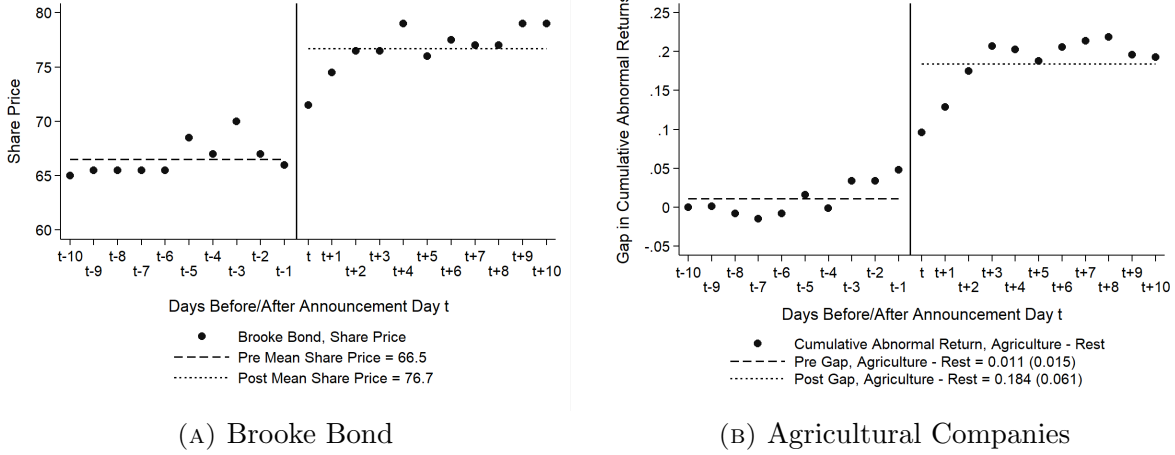 80
75
70
65
60
Share Price
t-10 t-8 t-6 t-4 t-2 t t+1 t+3 t+4 t+6 t+7 t+9
t-9 t-7 t-5 t-3 t-1 t+2 t+5 t+8 t+10
Days Before/After Announcement Day t
Brooke Bond, Share Price
Pre Mean Share Price = 66.5
Post Mean Share Price = 76.7
(A) Brooke Bond
.25
.2
.15
.1
.05
0
-.05
Gap in Cumulative Abnormal Returns
t-10 t-8 t-6 t-4 t-2 t t+1 t+3 t+4 t+6 t+7 t+9
t-9 t-7 t-5 t-3 t-1 t+2 t+5 t+8 t+10
Days Before/After Announcement Day t
Cumulative Abnormal Return, Agriculture - Rest
Pre Gap, Agriculture - Rest = 0.011 (0.015)
Post Gap, Agriculture - Rest = 0.184 (0.061)
(B) Agricultural Companies